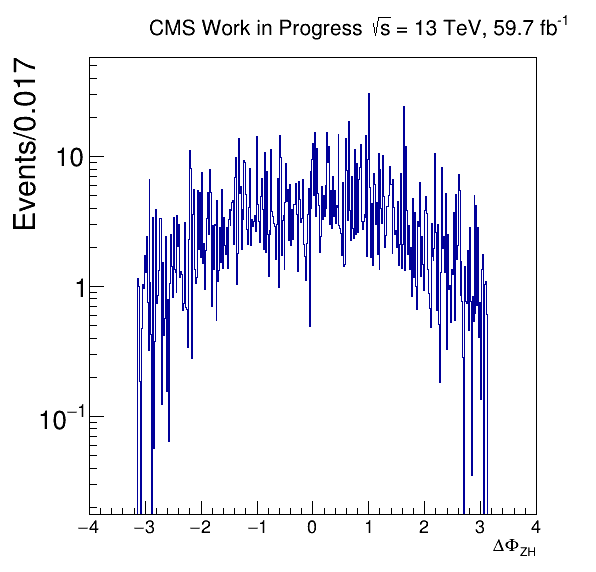 CMS Work in Progress √s = 13 TeV, 59.7 fb⁻¹
Events/0.017
10
1
10⁻¹
−4 −3 −2 −1 0 1 2 3 4
ΔΦ_ZH